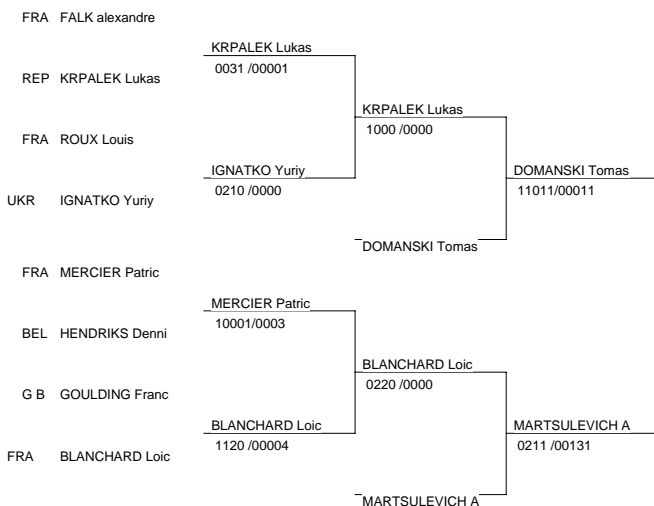 FRA FALK alexandre
KRPALEK Lukas
0031 /00001
REP KRPALEK Lukas
KRPALEK Lukas
1000 /0000
FRA ROUX Louis
IGNATKO Yuriy
0210 /0000
DOMANSKI Tomas
11011/00011
UKR IGNATKO Yuriy
DOMANSKI Tomas
FRA MERCIER Patric
MERCIER Patric
10001/0003
BEL HENDRIKS Denni
BLANCHARD Loic
0220 /0000
G B GOULDING Franc
BLANCHARD Loic
1120 /00004
MARTSULEVICH A
0211 /00131
FRA BLANCHARD Loic
MARTSULEVICH A